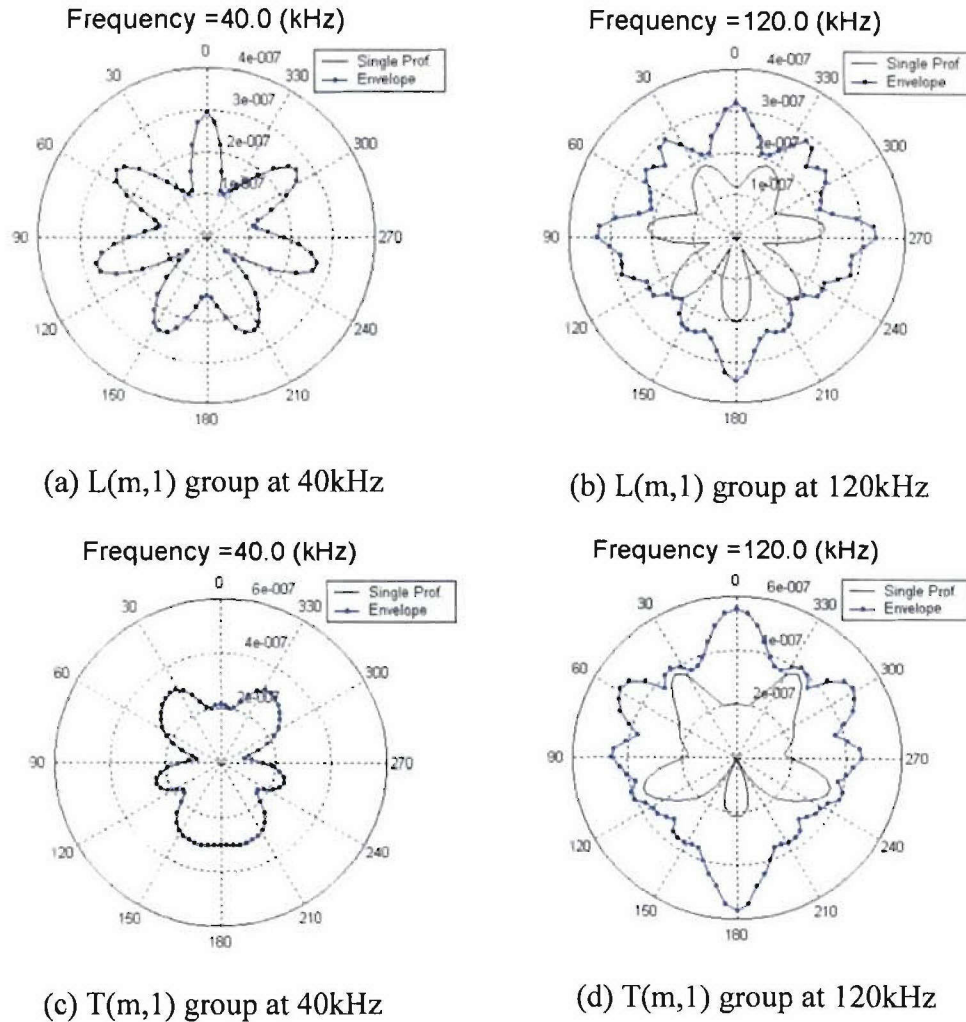 Frequency =40.0 (kHz)
0
4e-007
330
3e-007
300
2e-007
1e-007
270
240
210
180
150
120
90
60
30
Single Prof.
Envelope
(a) L(m,1) group at 40kHz
Frequency =120.0 (kHz)
0
4e-007
330
3e-007
300
2e-007
1e-007
270
240
210
180
150
120
90
60
30
Single Prof.
Envelope
(b) L(m,1) group at 120kHz
Frequency =40.0 (kHz)
0
6e-007
330
4e-007
300
2e-007
270
240
210
180
150
120
90
60
30
Single Prof.
Envelope
(c) T(m,1) group at 40kHz
Frequency =120.0 (kHz)
0
6e-007
330
300
2e-007
270
240
210
180
150
120
90
60
30
Single Prof.
Envelope
(d) T(m,1) group at 120kHz